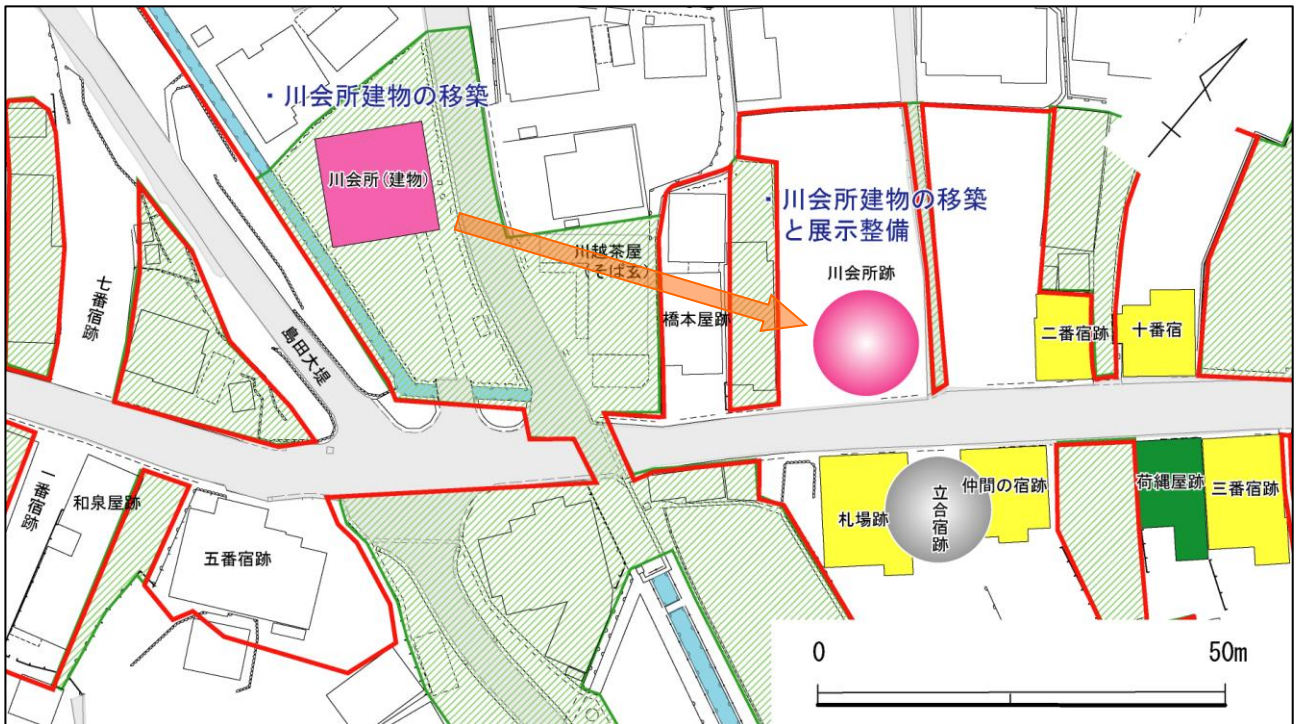 ・川会所建物の移築
川会所(建物)
・川会所建物の移築
と展示整備
川越茶屋
(そば玄)
川会所跡
橋本屋跡
二番宿跡
十番宿
七番宿跡
島田大堤
一番宿跡
和泉屋跡
五番宿跡
札場跡
立合宿跡
仲間の宿跡
荷縄屋跡
三番宿跡
0
50m